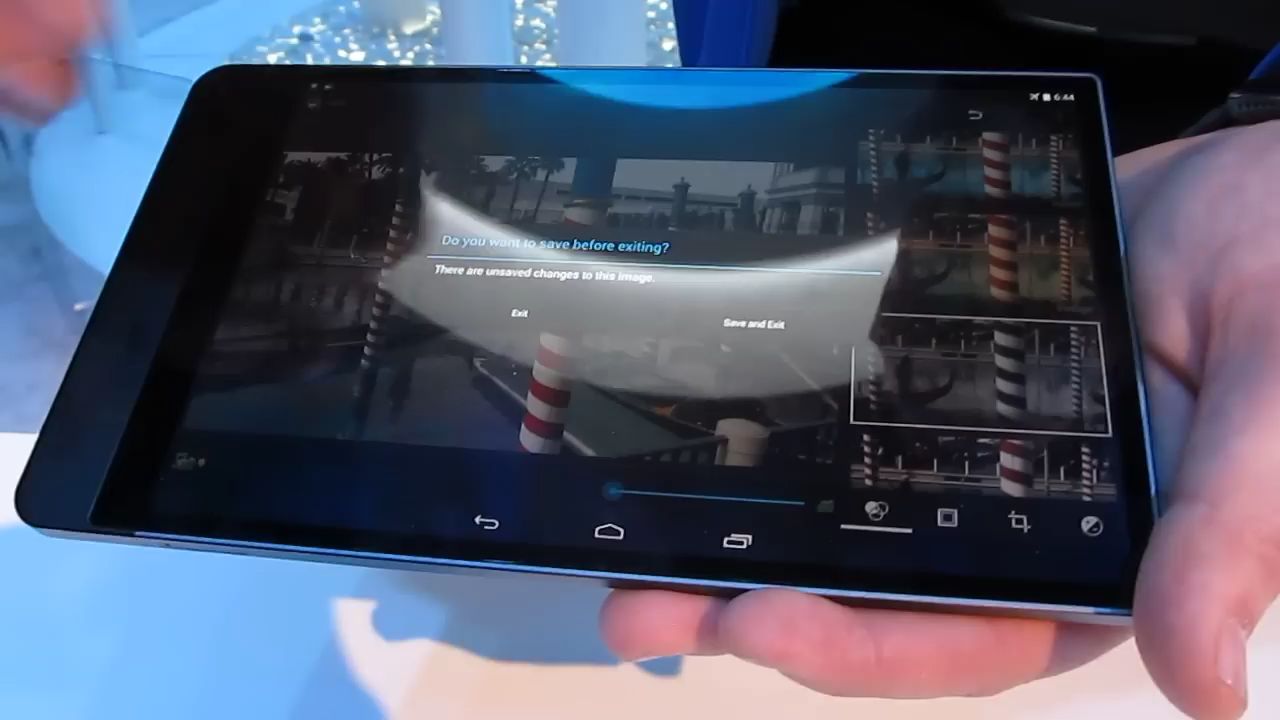 6:44
Do you want to save before exiting?
There are unsaved changes to this image.
Exit
Save and Exit